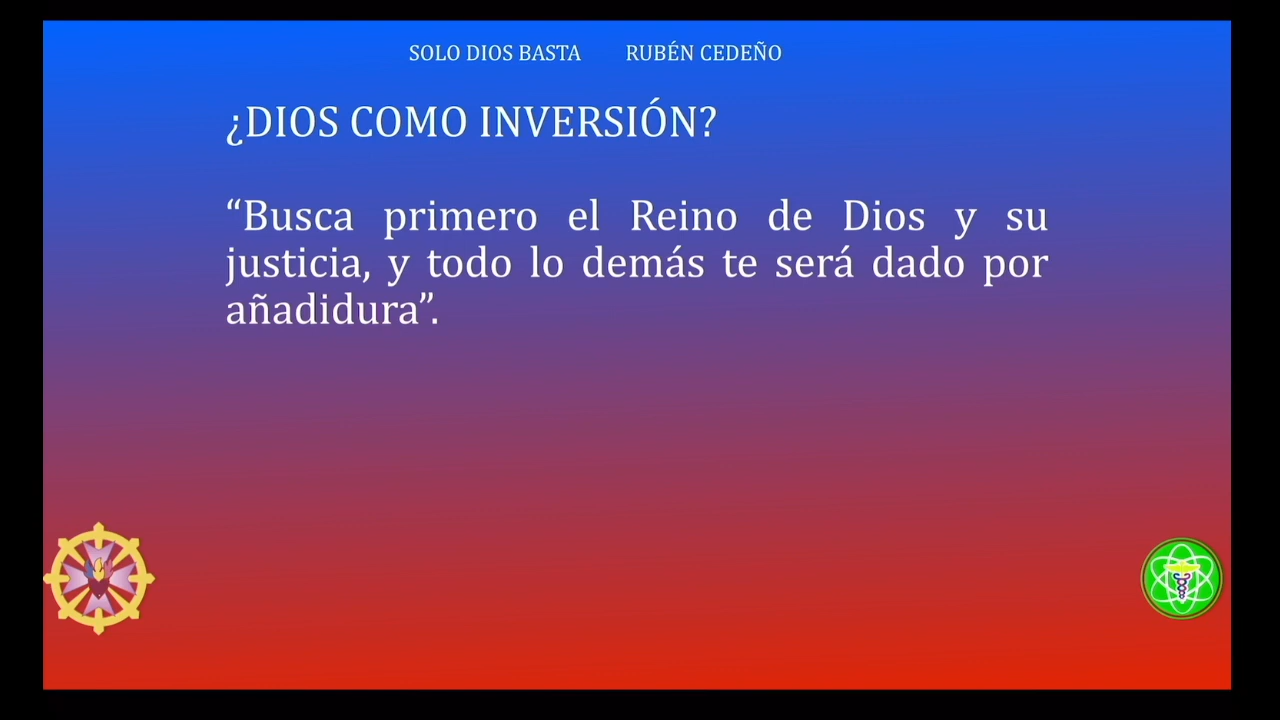 SOLO DIOS BASTA RUBÉN CEDEÑO
¿DIOS COMO INVERSIÓN?
“Busca primero el Reino de Dios y su
justicia, y todo lo demás te será dado por
añadidura”.